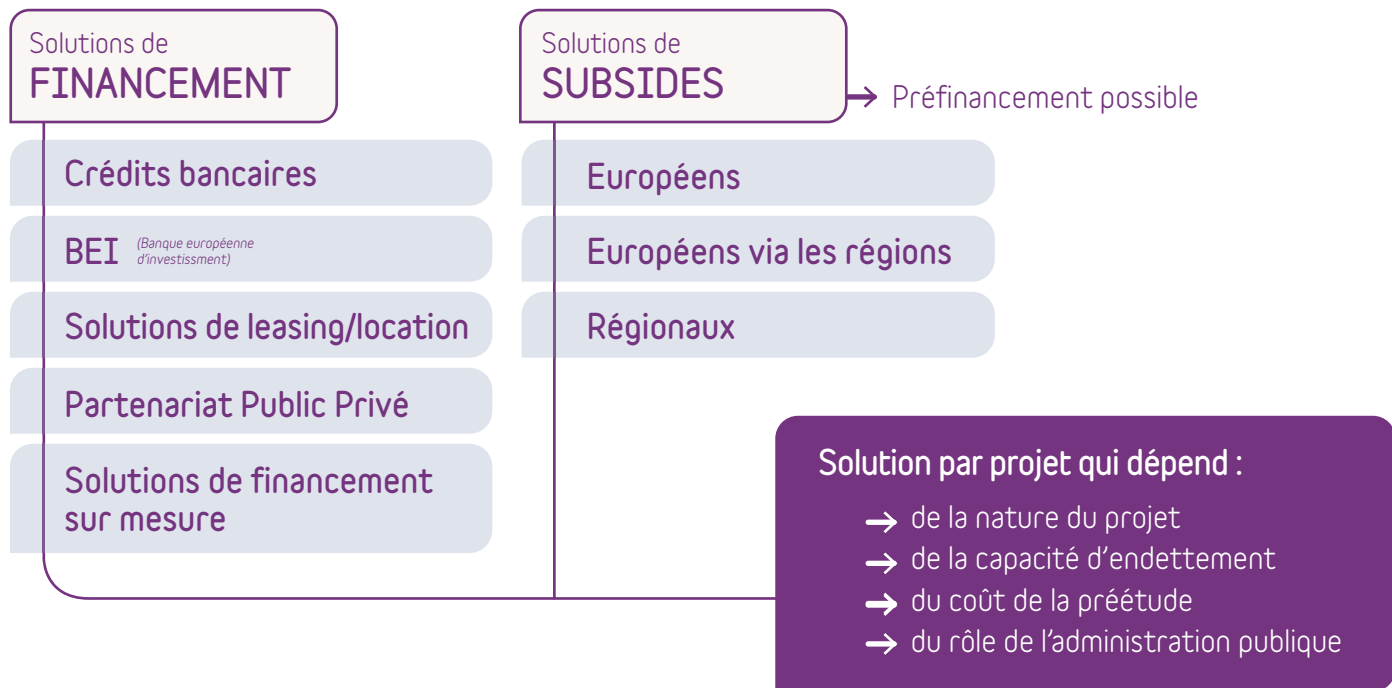 Solutions de
FINANCEMENT
Crédits bancaires
BEI (Banque européenne
d'investissment)
Solutions de leasing/location
Partenariat Public Privé
Solutions de financement
sur mesure
Solutions de
SUBSIDES
→ Préfinancement possible
Européens
Européens via les régions
Régionaux
Solution par projet qui dépend :
→ de la nature du projet
→ de la capacité d'endettement
→ du coût de la préétude
→ du rôle de l'administration publique